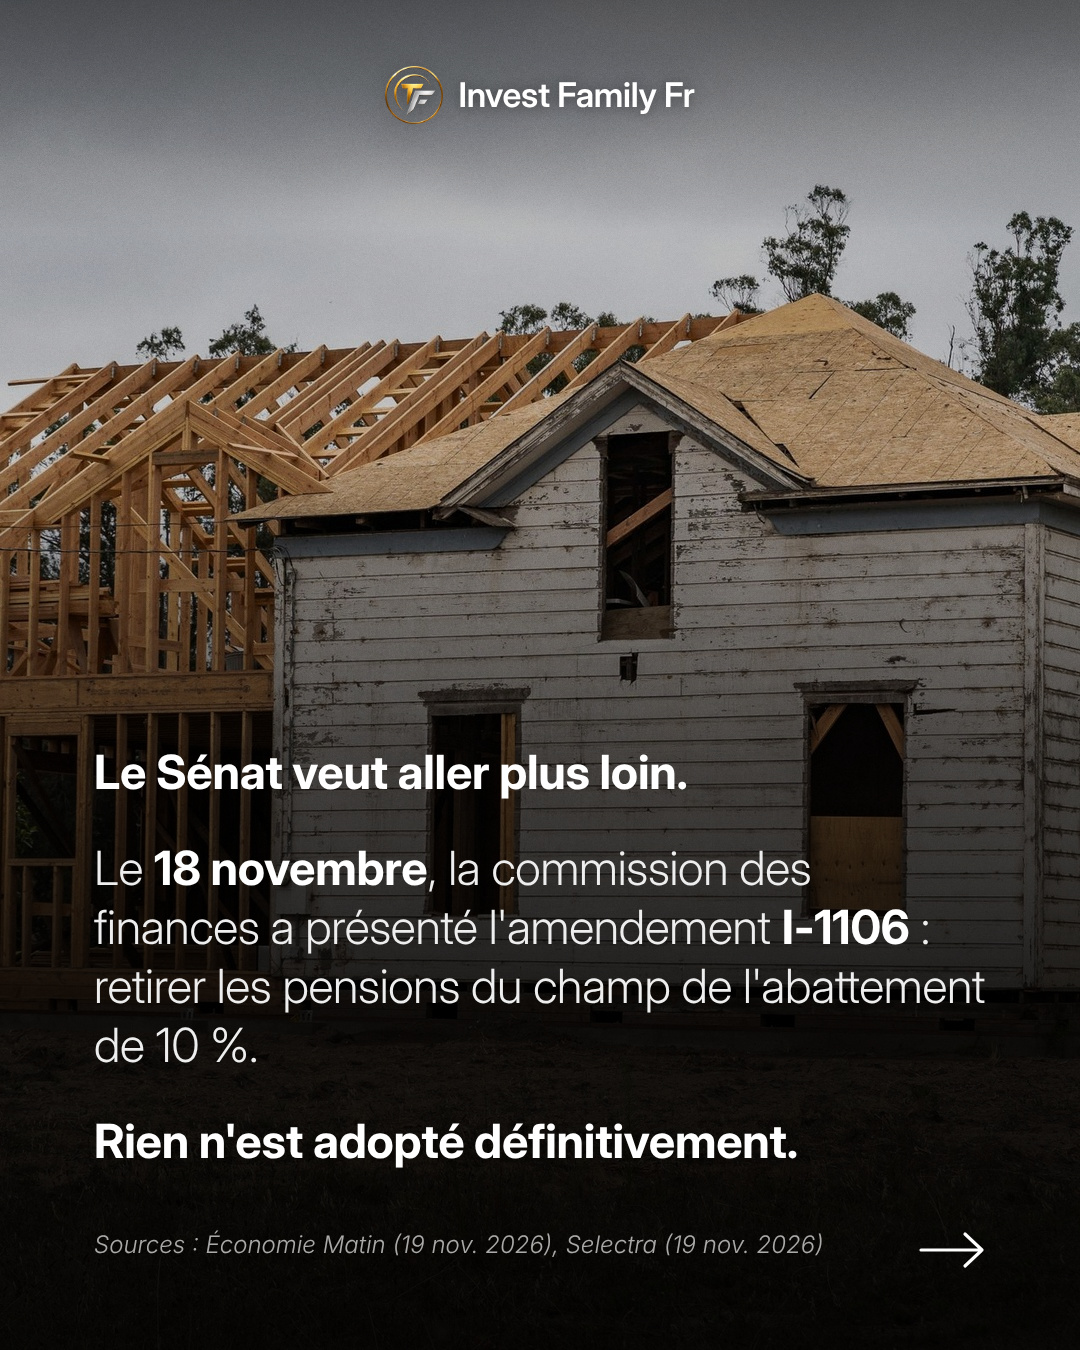 Invest Family Fr
Le Sénat veut aller plus loin.
Le 18 novembre, la commission des
finances a présenté l'amendement I-1106 :
retirer les pensions du champ de l'abattement
de 10 %.
Rien n'est adopté définitivement.
Sources : Économie Matin (19 nov. 2026), Selectra (19 nov. 2026)